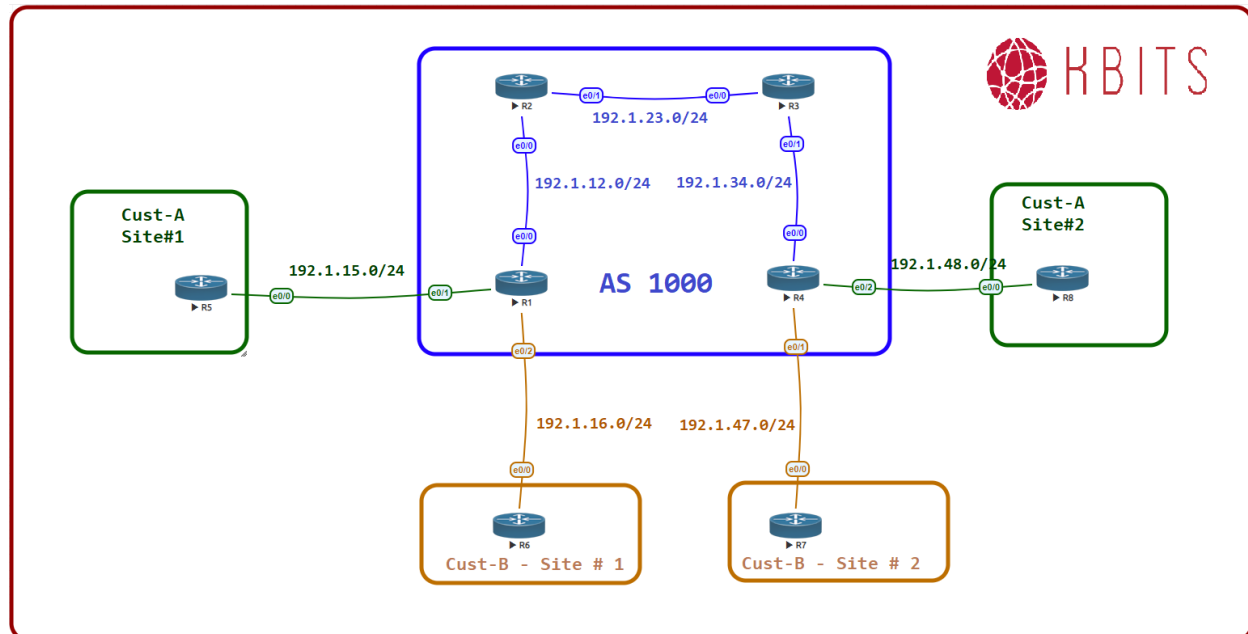 KBITS
R2
e0/1
e0/0
R3
192.1.23.0/24
e0/0
e0/1
192.1.12.0/24
192.1.34.0/24
Cust-A
Site#1
Cust-A
Site#2
e0/0
e0/0
192.1.15.0/24
AS 1000
192.1.48.0/24
R5
e0/0
e0/1
R1
R4
e0/2
e0/0
R8
e0/2
e0/1
192.1.16.0/24
192.1.47.0/24
e0/0
e0/0
R6
R7
Cust-B - Site # 1
Cust-B - Site # 2